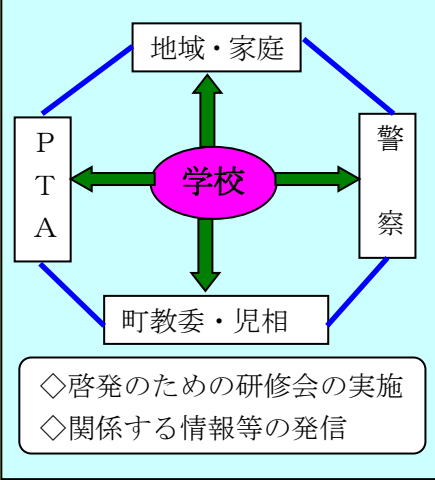 地域・家庭
PTA
学校
警察
町教委・児相
◇啓発のための研修会の実施
◇関係する情報等の発信